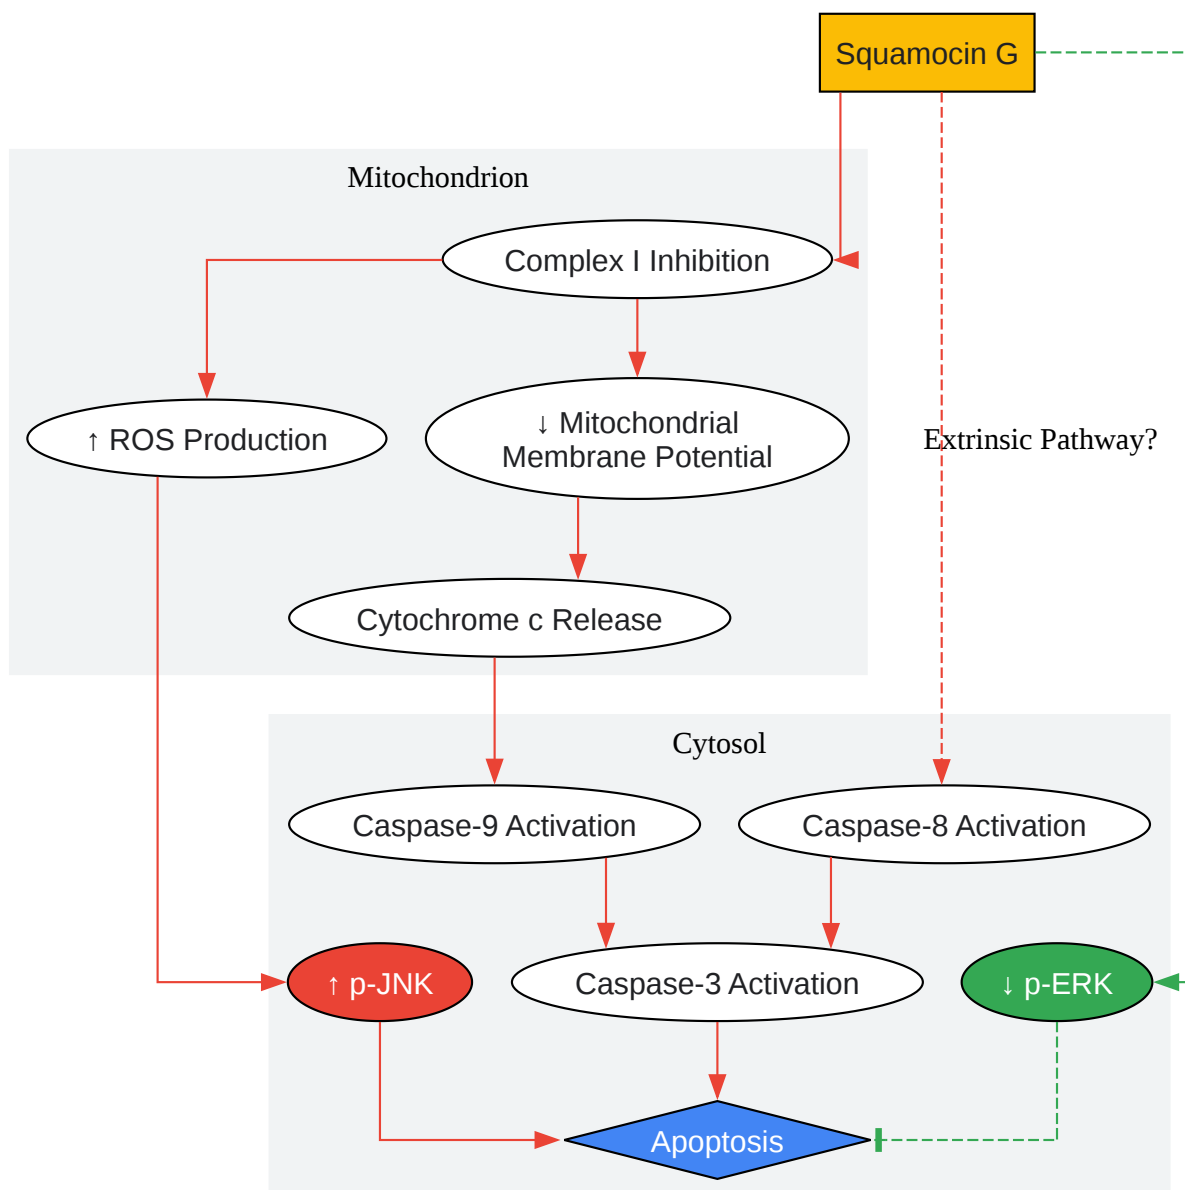 Squamocin G
Mitochondrion
Complex I Inhibition
↑ ROS Production
↓ Mitochondrial
Membrane Potential
Extrinsic Pathway?
Cytochrome c Release
Cytosol
Caspase-9 Activation
Caspase-8 Activation
↑ p-JNK
Caspase-3 Activation
↓ p-ERK
Apoptosis